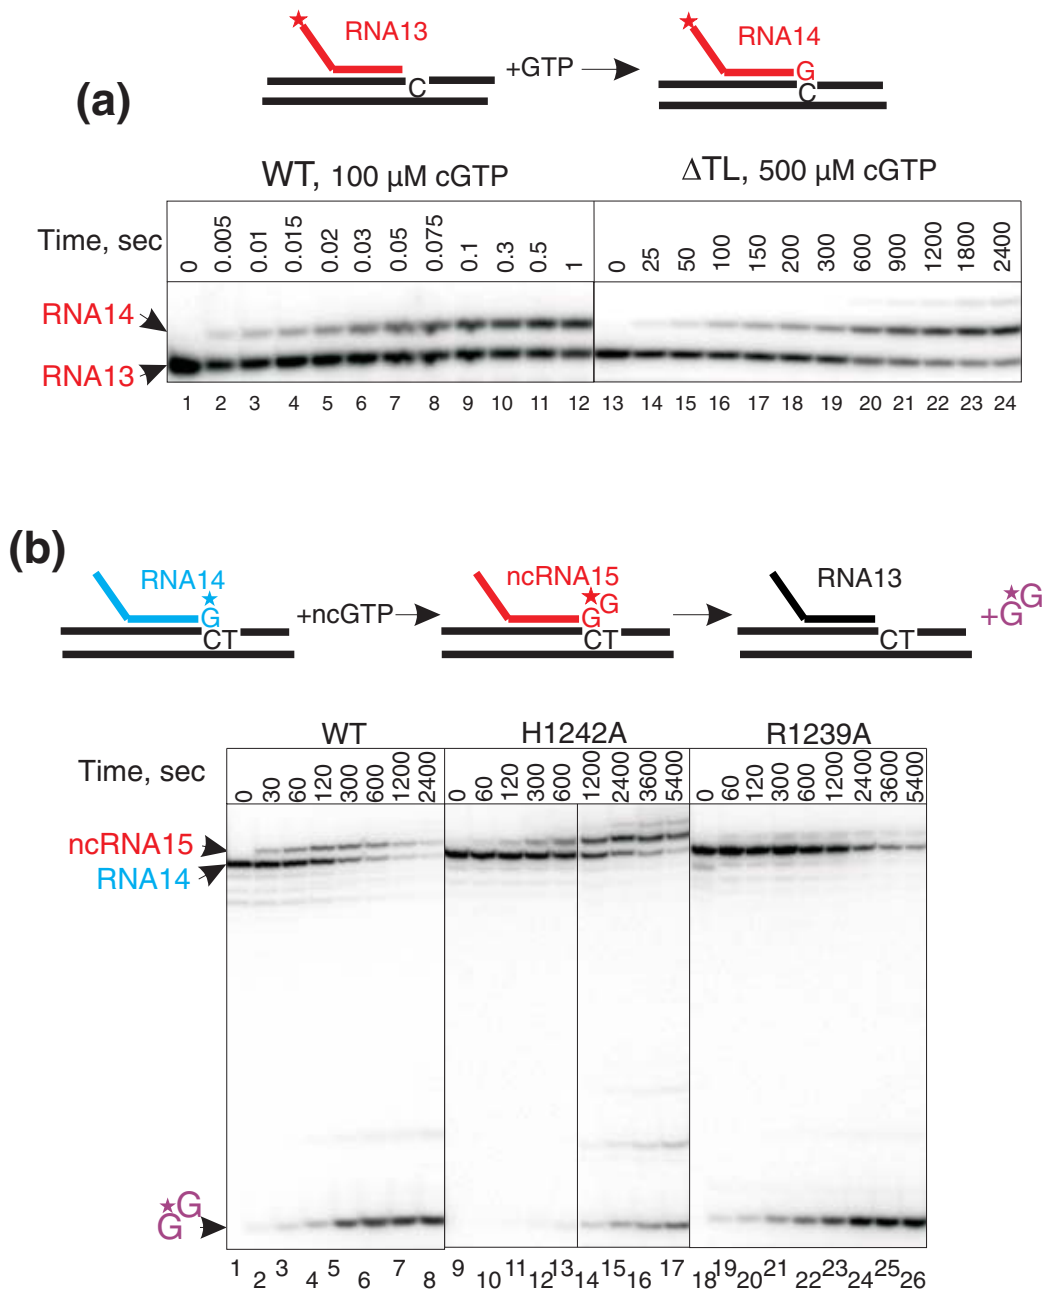 (a)
RNA13
+GTP
RNA14
C
G
C
WT, 100 µM cGTP
ΔTL, 500 µM cGTP
Time, sec
0 0.005 0.01 0.015 0.02 0.03 0.05 0.075 0.1 0.3 0.5 1 0 25 50 100 150 200 300 600 900 1200 1800 2400
RNA14
RNA13
1 2 3 4 5 6 7 8 9 10 11 12 13 14 15 16 17 18 19 20 21 22 23 24
(b)
RNA14
G
CT
+ncGTP
ncRNA15
GG
CT
RNA13
CT
+GG
WT H1242A R1239A
Time, sec
0 30 60 120 300 600 1200 2400 0 60 120 300 600 1200 2400 3600 5400 0 60 120 300 600 1200 2400 3600 5400
ncRNA15
RNA14
GG
1 2 3 4 5 6 7 8 9 10 11 12 13 14 15 16 17 18 19 20 21 22 23 24 25 26